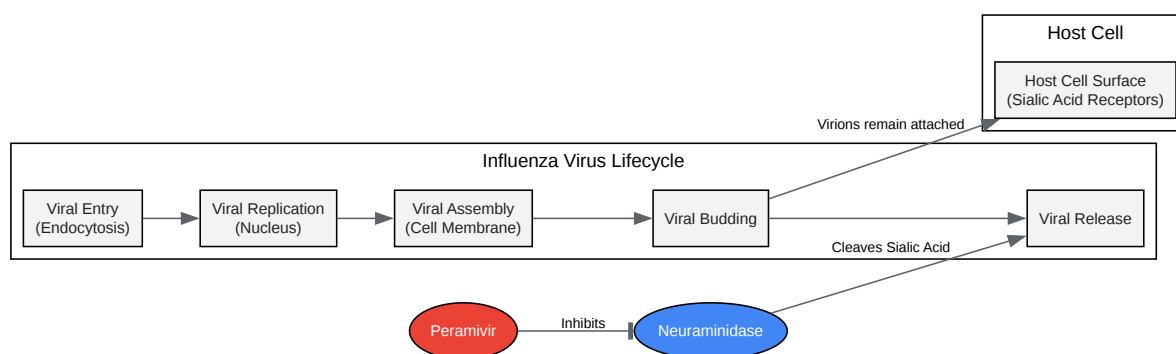 Host Cell
Host Cell Surface
(Sialic Acid Receptors)
Virions remain attached
Influenza Virus Lifecycle
Viral Entry
(Endocytosis)
Viral Replication
(Nucleus)
Viral Assembly
(Cell Membrane)
Viral Budding
Viral Release
Cleaves Sialic Acid
Peramivir
Inhibits
Neuraminidase